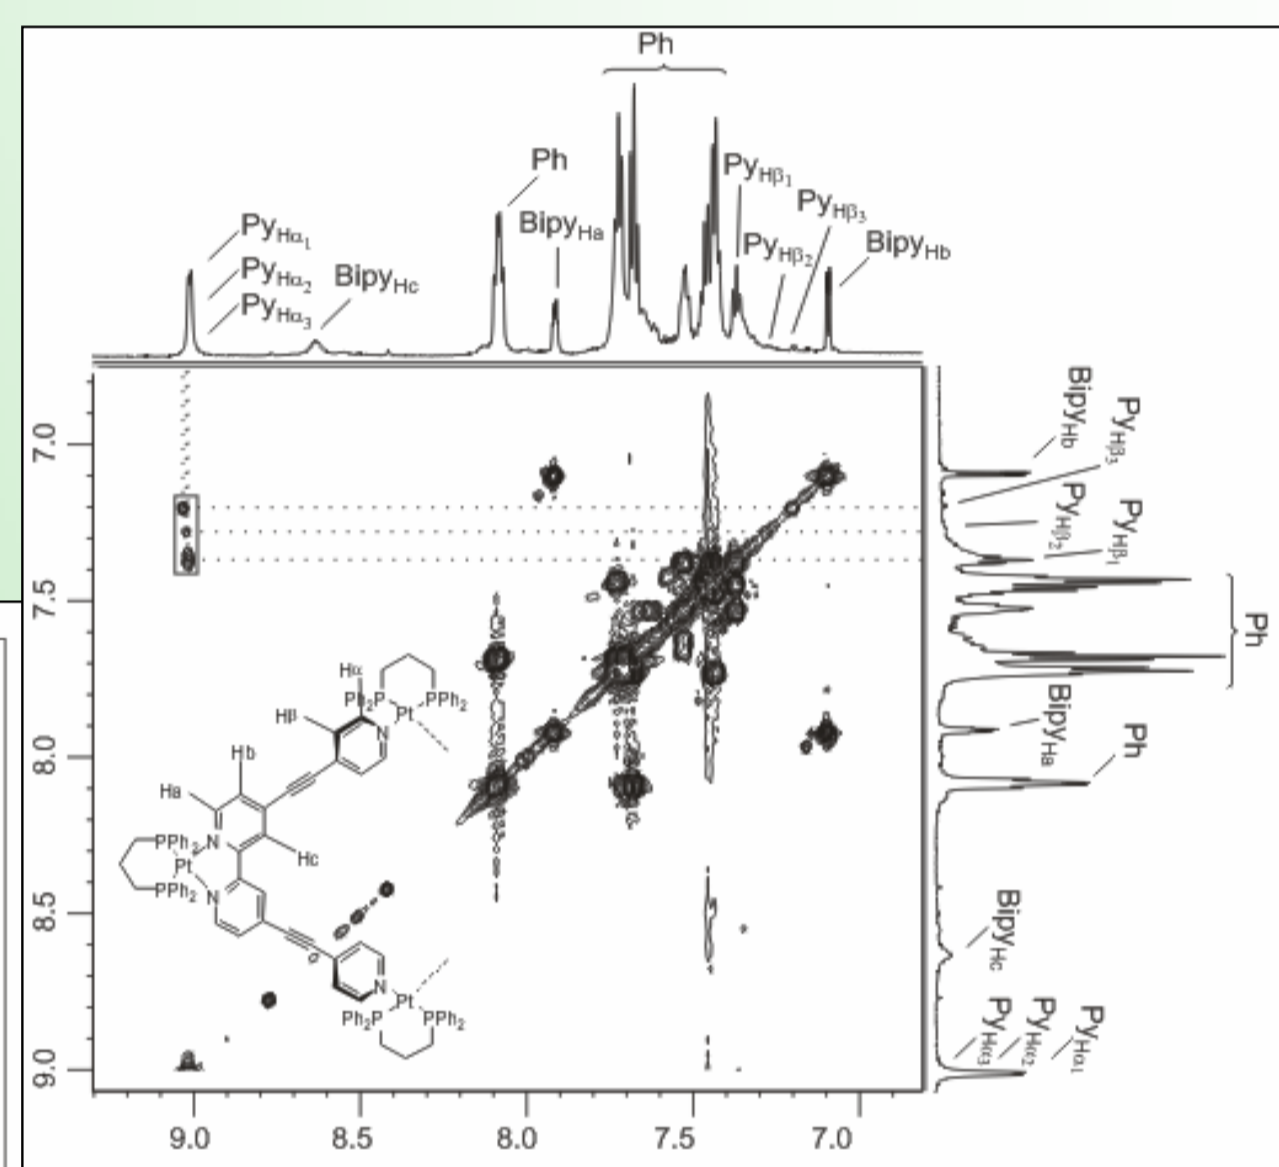 Ph
Ph
PyHβ1
PyHβ3
PyHα1
BipyHa
PyHβ2
BipyHb
PyHα2
BipyHc
PyHα3
7.0
7.5
8.0
8.5
9.0
BipyHb
PyHβ3
PyHβ2
PyHβ1
Ph
BipyHa
Ph
BipyHc
PyHα3
PyHα2
PyHα1
Hα
Ph2P
PPh2
Pt
Hβ
N
Hb
Ha
PPh2
N
Pt
Hc
PPh2
N
N
Pt
Ph2P
PPh2
9.0 8.5 8.0 7.5 7.0